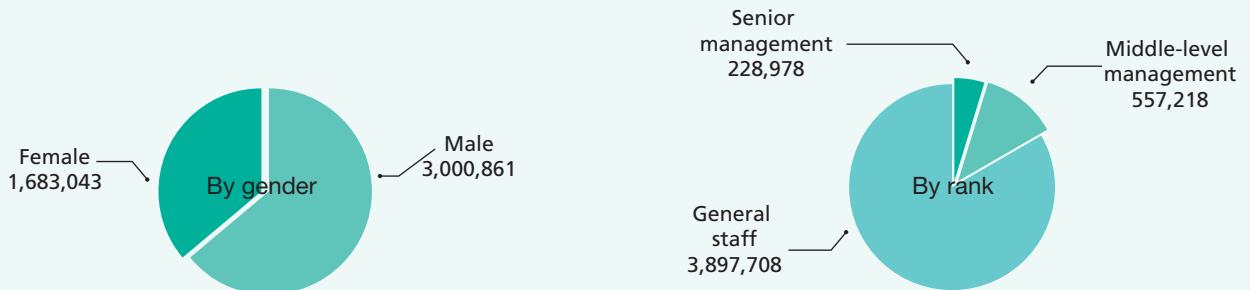 Female
1,683,043
By gender
Male
3,000,861
Senior
management
228,978
Middle-level
management
557,218
By rank
General
staff
3,897,708